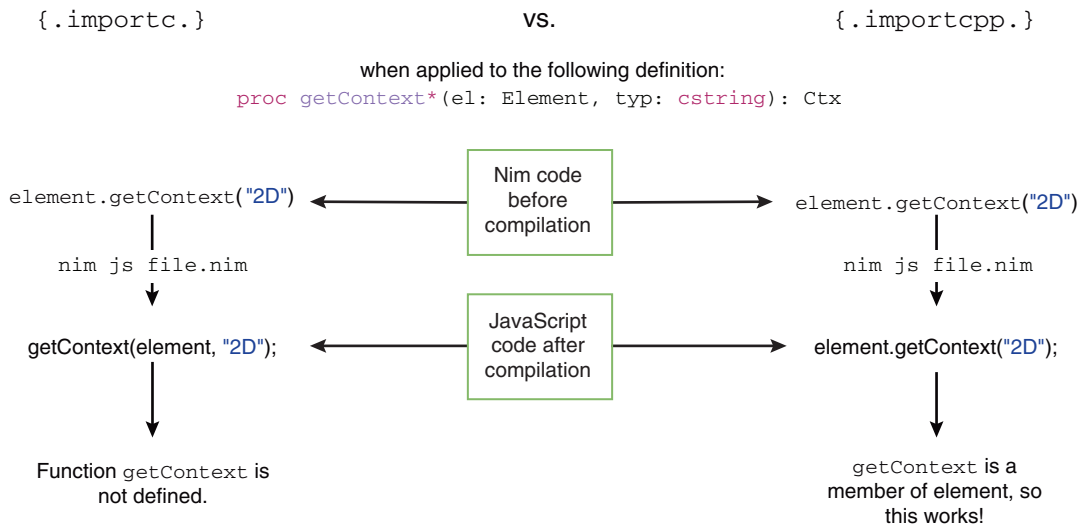 {.importc.} vs. {.importcpp.}
when applied to the following definition:
proc getContext*(el: Element, typ: cstring): Ctx
Nim code
before
compilation
element.getContext("2D")
element.getContext("2D")
nim js file.nim
nim js file.nim
JavaScript
code after
compilation
getContext(element, "2D");
element.getContext("2D");
Function getContext is
not defined.
getContext is a
member of element, so
this works!